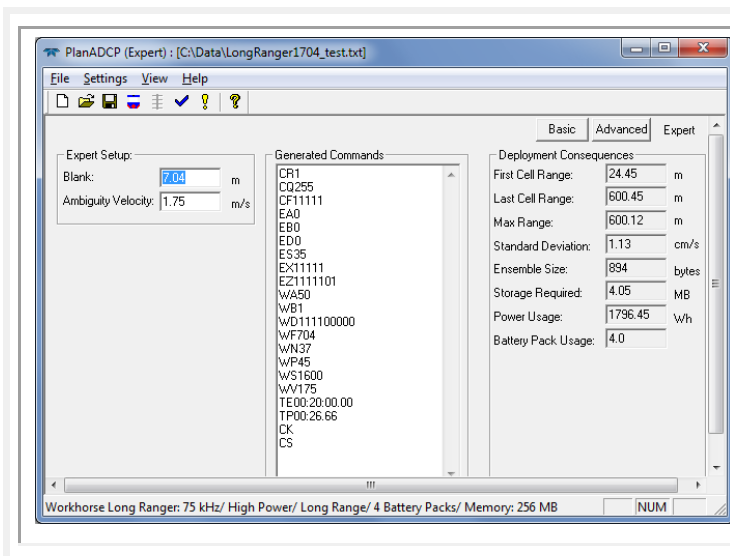 PlanADCP (Expert) : [C:\Data\LongRanger1704_test.txt]
File Settings View Help
Basic Advanced Expert
Expert Setup:
Blank: 7.04 m
Ambiguity Velocity: 1.75 m/s
Generated Commands
CR1
CQ255
CF11111
EA0
EB0
ED0
ES35
EX11111
EZ1111101
WA50
WB1
WD111100000
WF704
WN37
WP45
WS1600
WV175
TE00:20:00.00
TP00:26.66
CK
CS
Deployment Consequences
First Cell Range: 24.45 m
Last Cell Range: 600.45 m
Max Range: 600.12 m
Standard Deviation: 1.13 cm/s
Ensemble Size: 894 bytes
Storage Required: 4.05 MB
Power Usage: 1796.45 Wh
Battery Pack Usage: 4.0
Workhorse Long Ranger: 75 kHz/ High Power/ Long Range/ 4 Battery Packs/ Memory: 256 MB NUM